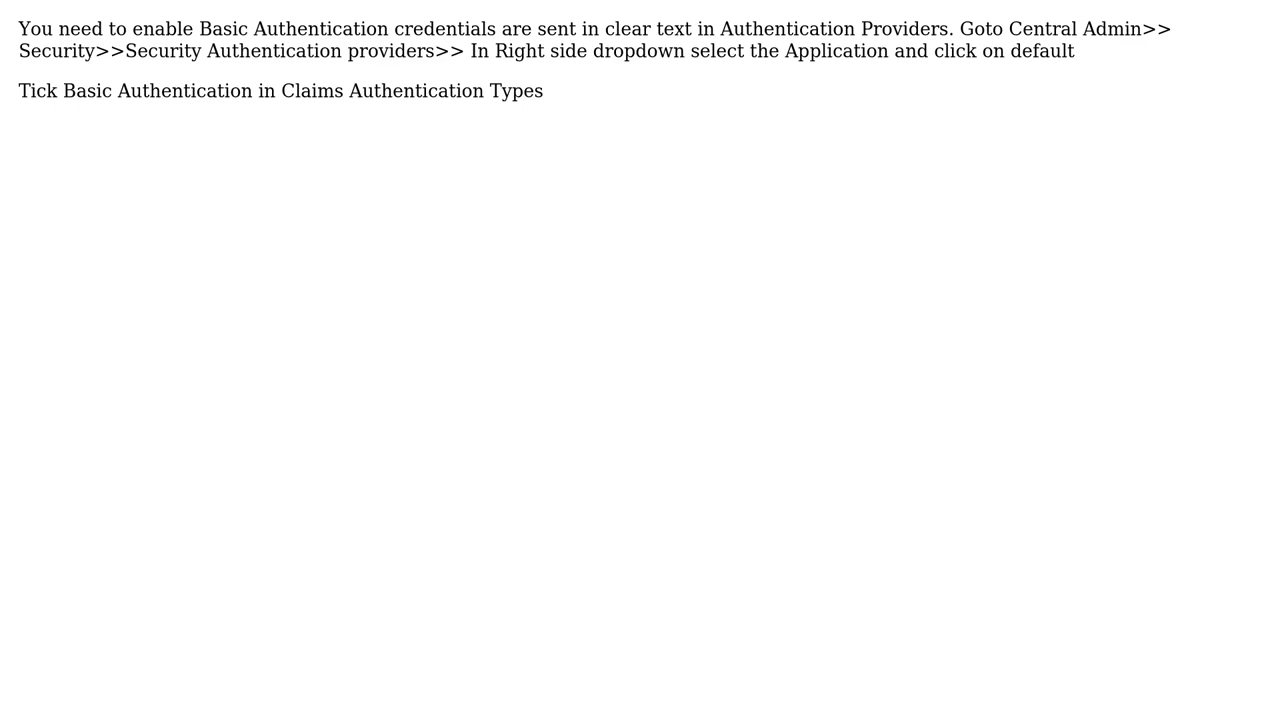 You need to enable Basic Authentication credentials are sent in clear text in Authentication Providers. Goto Central Admin>>
Security>>Security Authentication providers>> In Right side dropdown select the Application and click on default
Tick Basic Authentication in Claims Authentication Types